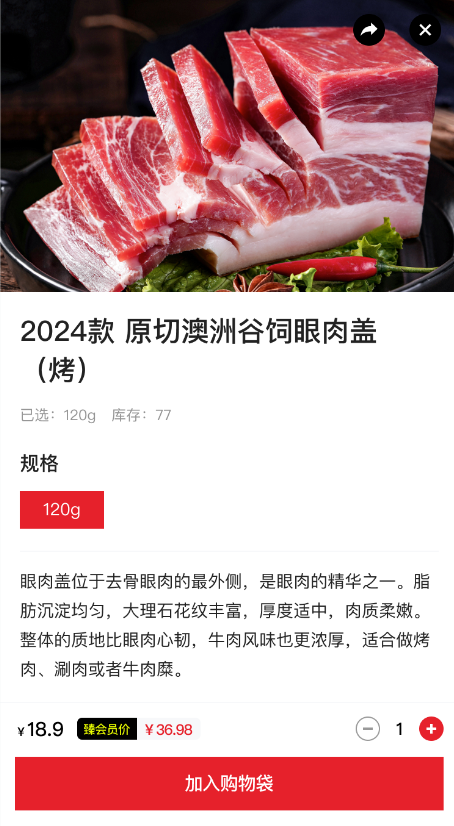 2024款 原切澳洲谷饲眼肉盖
（烤）
已选：120g 库存：77
规格
120g
眼肉盖位于去骨眼肉的最外侧，是眼肉的精华之一。脂
肪沉淀均匀，大理石花纹丰富，厚度适中，肉质柔嫩。
整体的质地比眼肉心韧，牛肉风味也更浓厚，适合做烤
肉、涮肉或者牛肉糜。
¥18.9 臻会员价 ¥36.98 1
加入购物袋